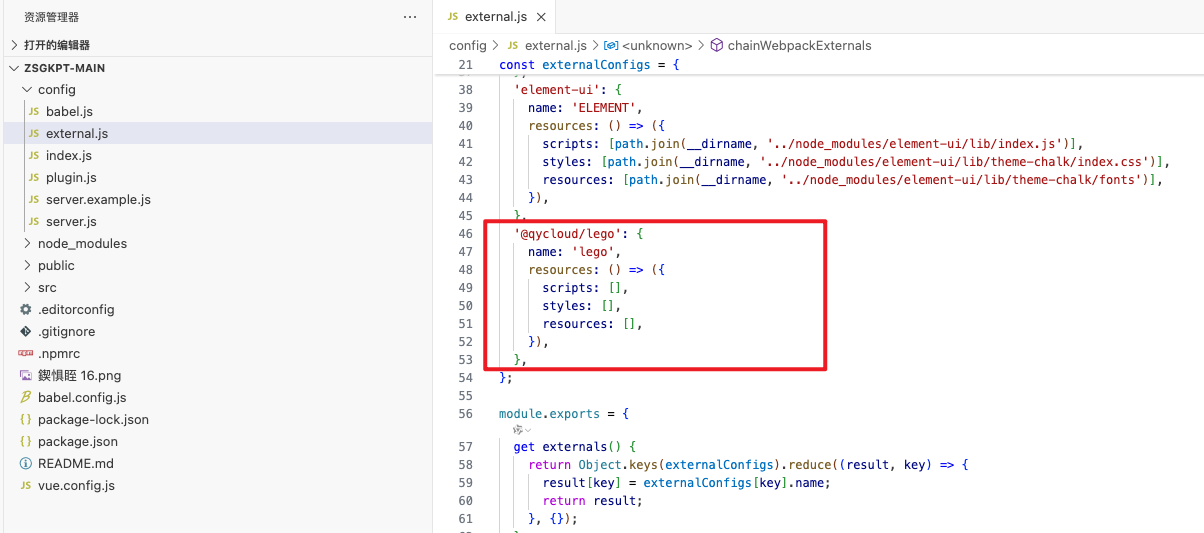 资源管理器
打开的编辑器
ZSGKPT-MAIN
config
JS babel.js
JS external.js
JS index.js
JS plugin.js
JS server.example.js
JS server.js
node_modules
public
src
.editorconfig
.gitignore
.npmrc
鍥惧眰 16.png
babel.config.js
package-lock.json
package.json
README.md
JS vue.config.js
JS external.js
config > JS external.js > <unknown> > chainWebpackExternals
21 const externalConfigs = {
38 'element-ui': {
39 name: 'ELEMENT',
40 resources: () => ({
41 scripts: [path.join(__dirname, '../node_modules/element-ui/lib/index.js')],
42 styles: [path.join(__dirname, '../node_modules/element-ui/lib/theme-chalk/index.css')],
43 resources: [path.join(__dirname, '../node_modules/element-ui/lib/theme-chalk/fonts')],
44 }),
45 },
46 '@qycloud/lego': {
47 name: 'lego',
48 resources: () => ({
49 scripts: [],
50 styles: [],
51 resources: [],
52 }),
53 },
54 };
55
56 module.exports = {
57 get externals() {
58 return Object.keys(externalConfigs).reduce((result, key) => {
59 result[key] = externalConfigs[key].name;
60 return result;
61 }, {});